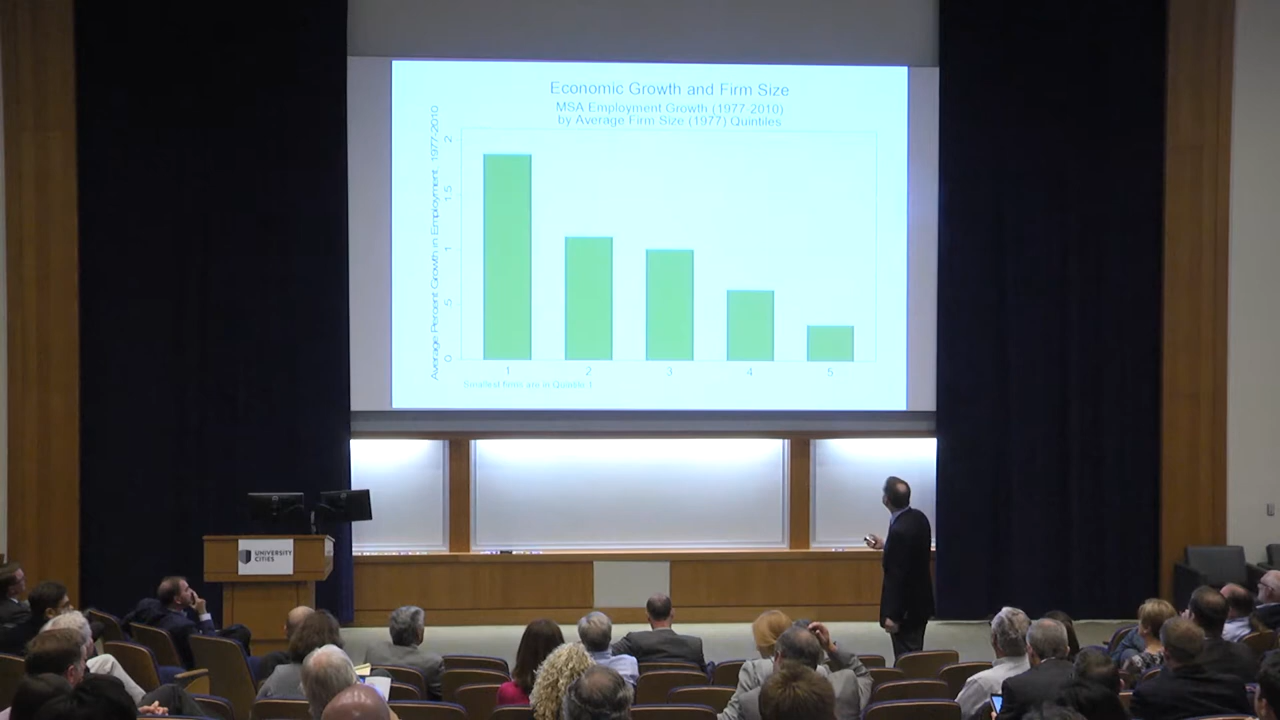 Economic Growth and Firm Size
MSA Employment Growth (1977-2010)
by Average Firm Size (1977) Quintiles
Average Percent Growth in Employment, 1977-2010
2
1.5
1
.5
0
1 2 3 4 5
Smallest firms are in Quintile 1
UNIVERSITY
CITIES